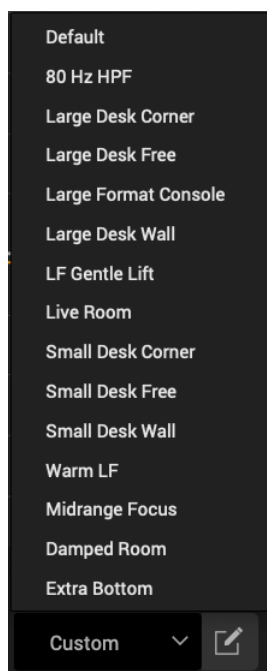 Default
80 Hz HPF
Large Desk Corner
Large Desk Free
Large Format Console
Large Desk Wall
LF Gentle Lift
Live Room
Small Desk Corner
Small Desk Free
Small Desk Wall
Warm LF
Midrange Focus
Damped Room
Extra Bottom
Custom